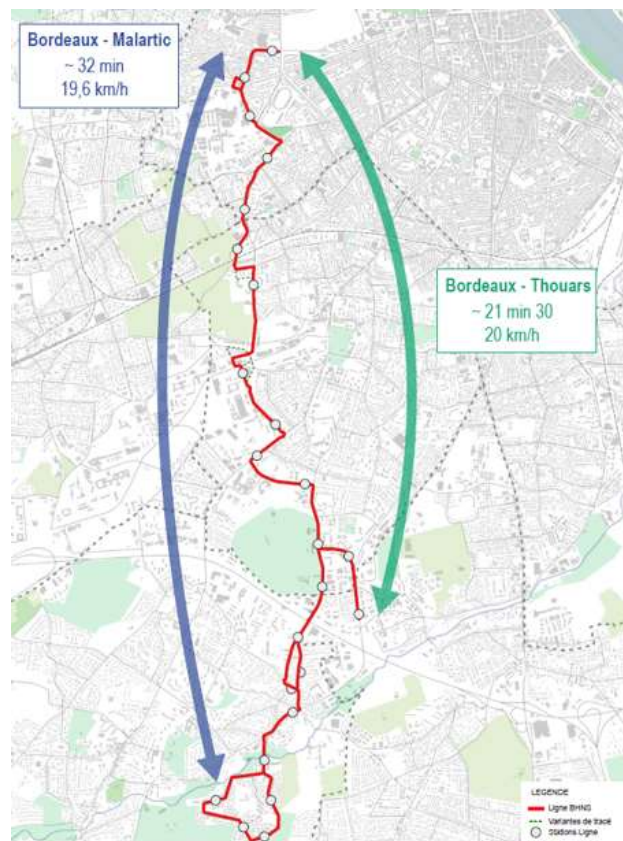 Bordeaux - Malartic
~ 32 min
19,6 km/h
Bordeaux - Thouars
~ 21 min 30
20 km/h
LEGENDE
Ligne BHNS
Variantes de tracé
Stations Ligne